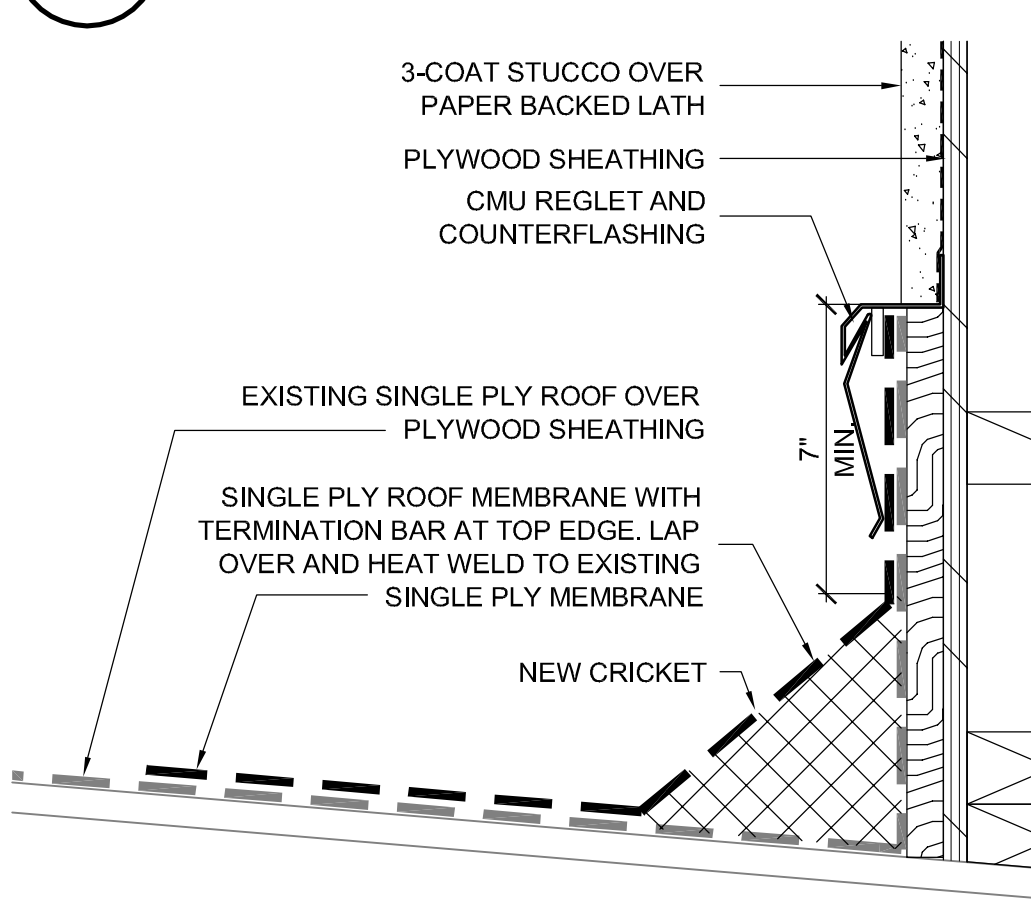 3-COAT STUCCO OVER
PAPER BACKED LATH
PLYWOOD SHEATHING
CMU REGLET AND
COUNTERFLASHING
7"
MIN.
EXISTING SINGLE PLY ROOF OVER
PLYWOOD SHEATHING
SINGLE PLY ROOF MEMBRANE WITH
TERMINATION BAR AT TOP EDGE. LAP
OVER AND HEAT WELD TO EXISTING
SINGLE PLY MEMBRANE
NEW CRICKET